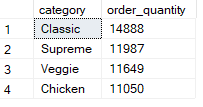 category order_quantity
1 Classic 14888
2 Supreme 11987
3 Veggie 11649
4 Chicken 11050